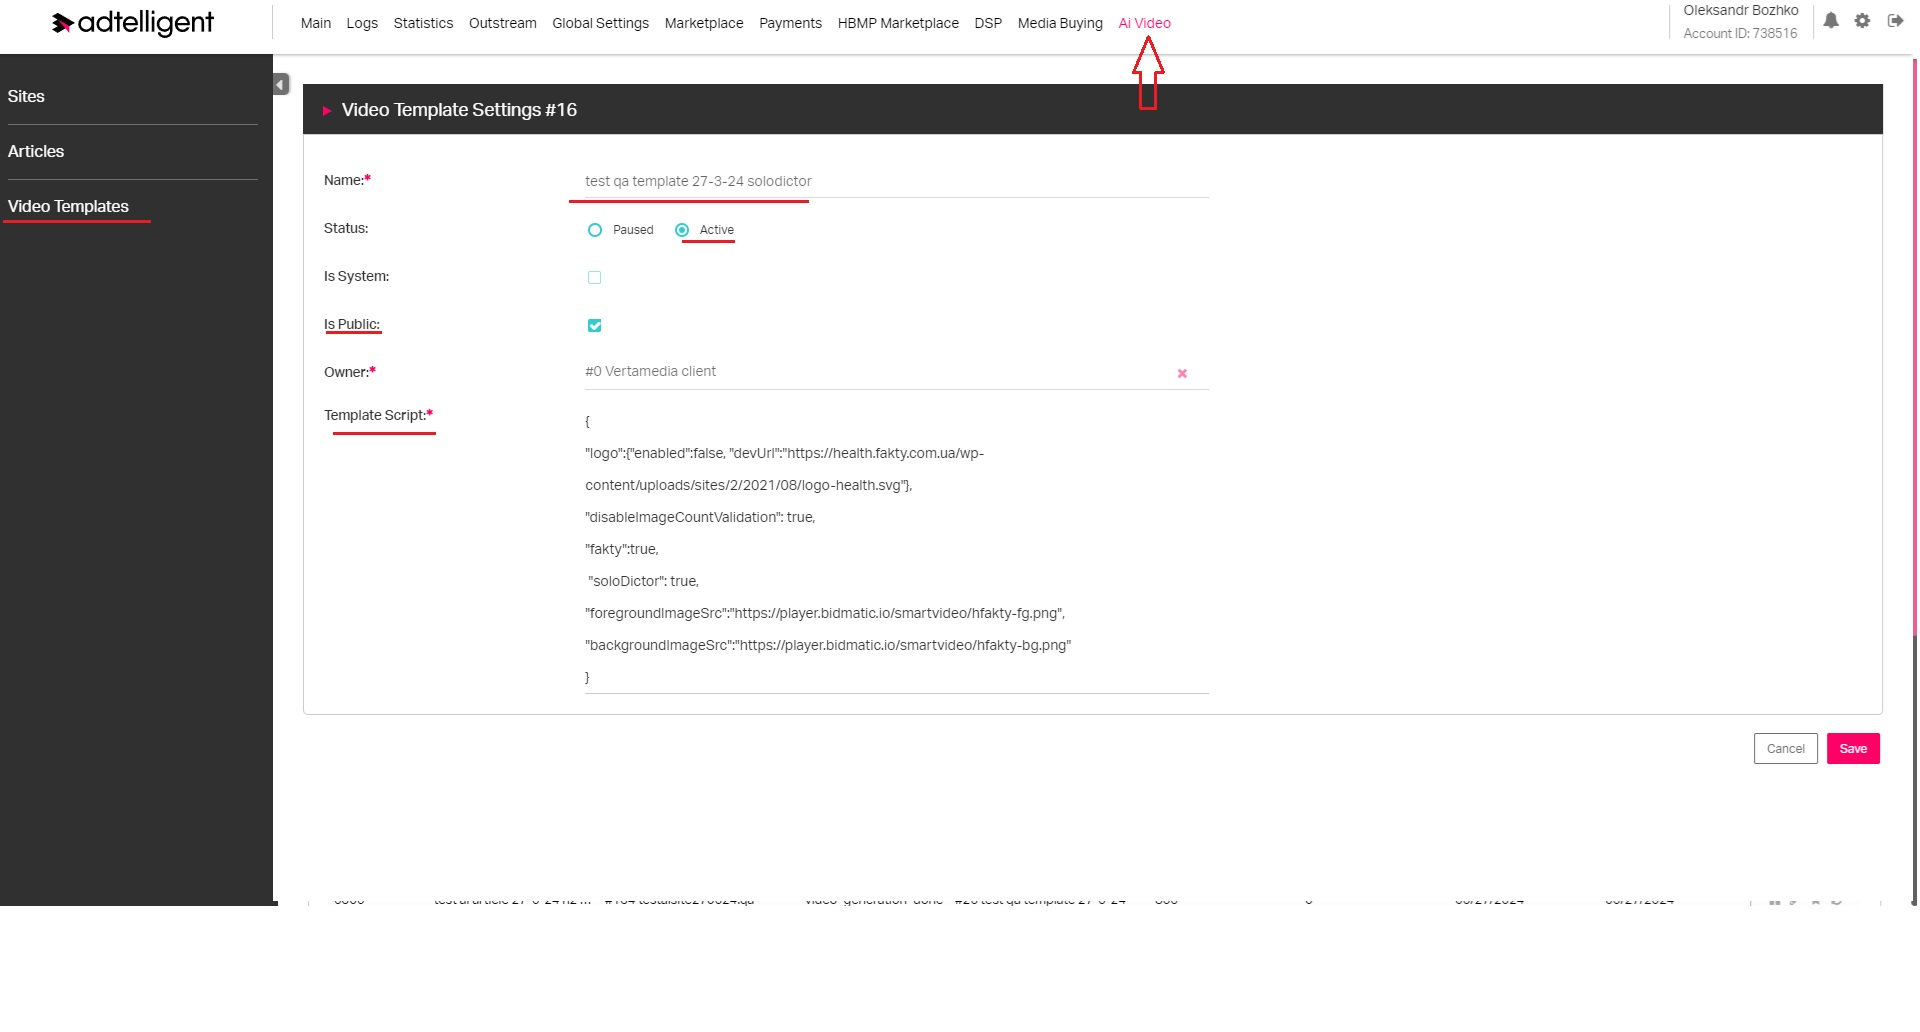 adtelligent
Main Logs Statistics Outstream Global Settings Marketplace Payments HBMP Marketplace DSP Media Buying Ai Video
Oleksandr Bozhko
Account ID: 738516
Sites
Articles
Video Templates
Video Template Settings #16
Name:* test qa template 27-3-24 solodictor
Status: Paused Active
Is System:
Is Public:
Owner:* #0 Vertamedia client
Template Script:*
{
"logo":{"enabled":false, "devUrl":"https://health.fakty.com.ua/wp-
content/uploads/sites/2/2021/08/logo-health.svg"},
"disableImageCountValidation": true,
"fakty":true,
"soloDictor": true,
"foregroundImageSrc":"https://player.bidmatic.io/smartvideo/hfakty-fg.png",
"backgroundImageSrc":"https://player.bidmatic.io/smartvideo/hfakty-bg.png"
}
Cancel Save